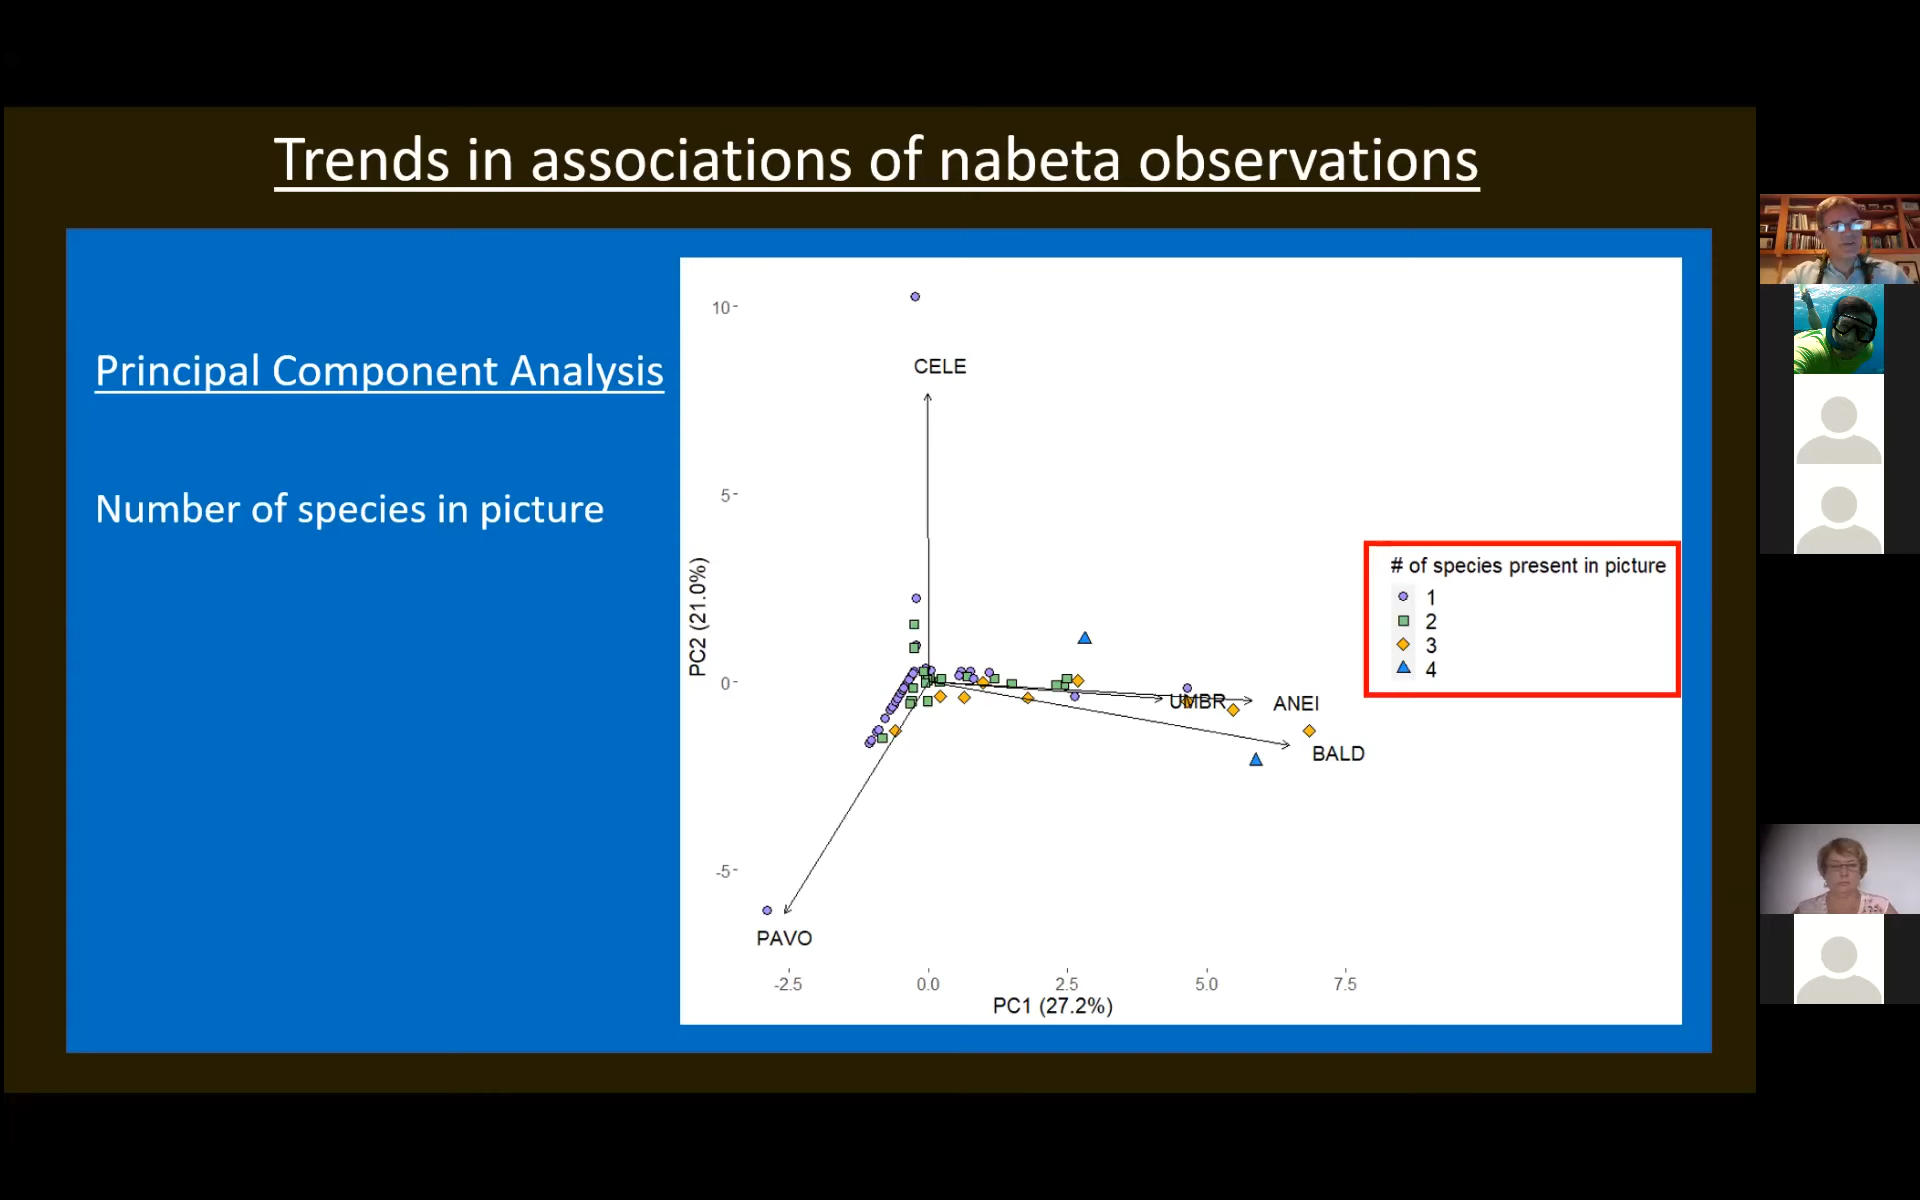 Trends in associations of nabeta observations
Principal Component Analysis
Number of species in picture
10
CELE
5
PC2 (21.0%)
# of species present in picture
1
2
3
4
0
UMBR
ANEI
BALD
-5
PAVO
-2.5
0.0
2.5
5.0
7.5
PC1 (27.2%)